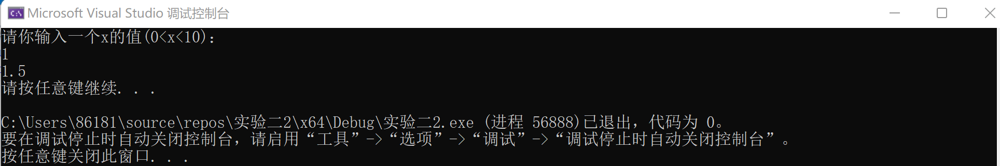 Microsoft Visual Studio 调试控制台
请你输入一个x的值(0<x<10)：
1
1.5
请按任意键继续. . .
C:\Users\86181\source\repos\实验二2\x64\Debug\实验二2.exe (进程 56888)已退出，代码为 0。
要在调试停止时自动关闭控制台，请启用“工具”->“选项”->“调试”->“调试停止时自动关闭控制台”。
按任意键关闭此窗口. . .